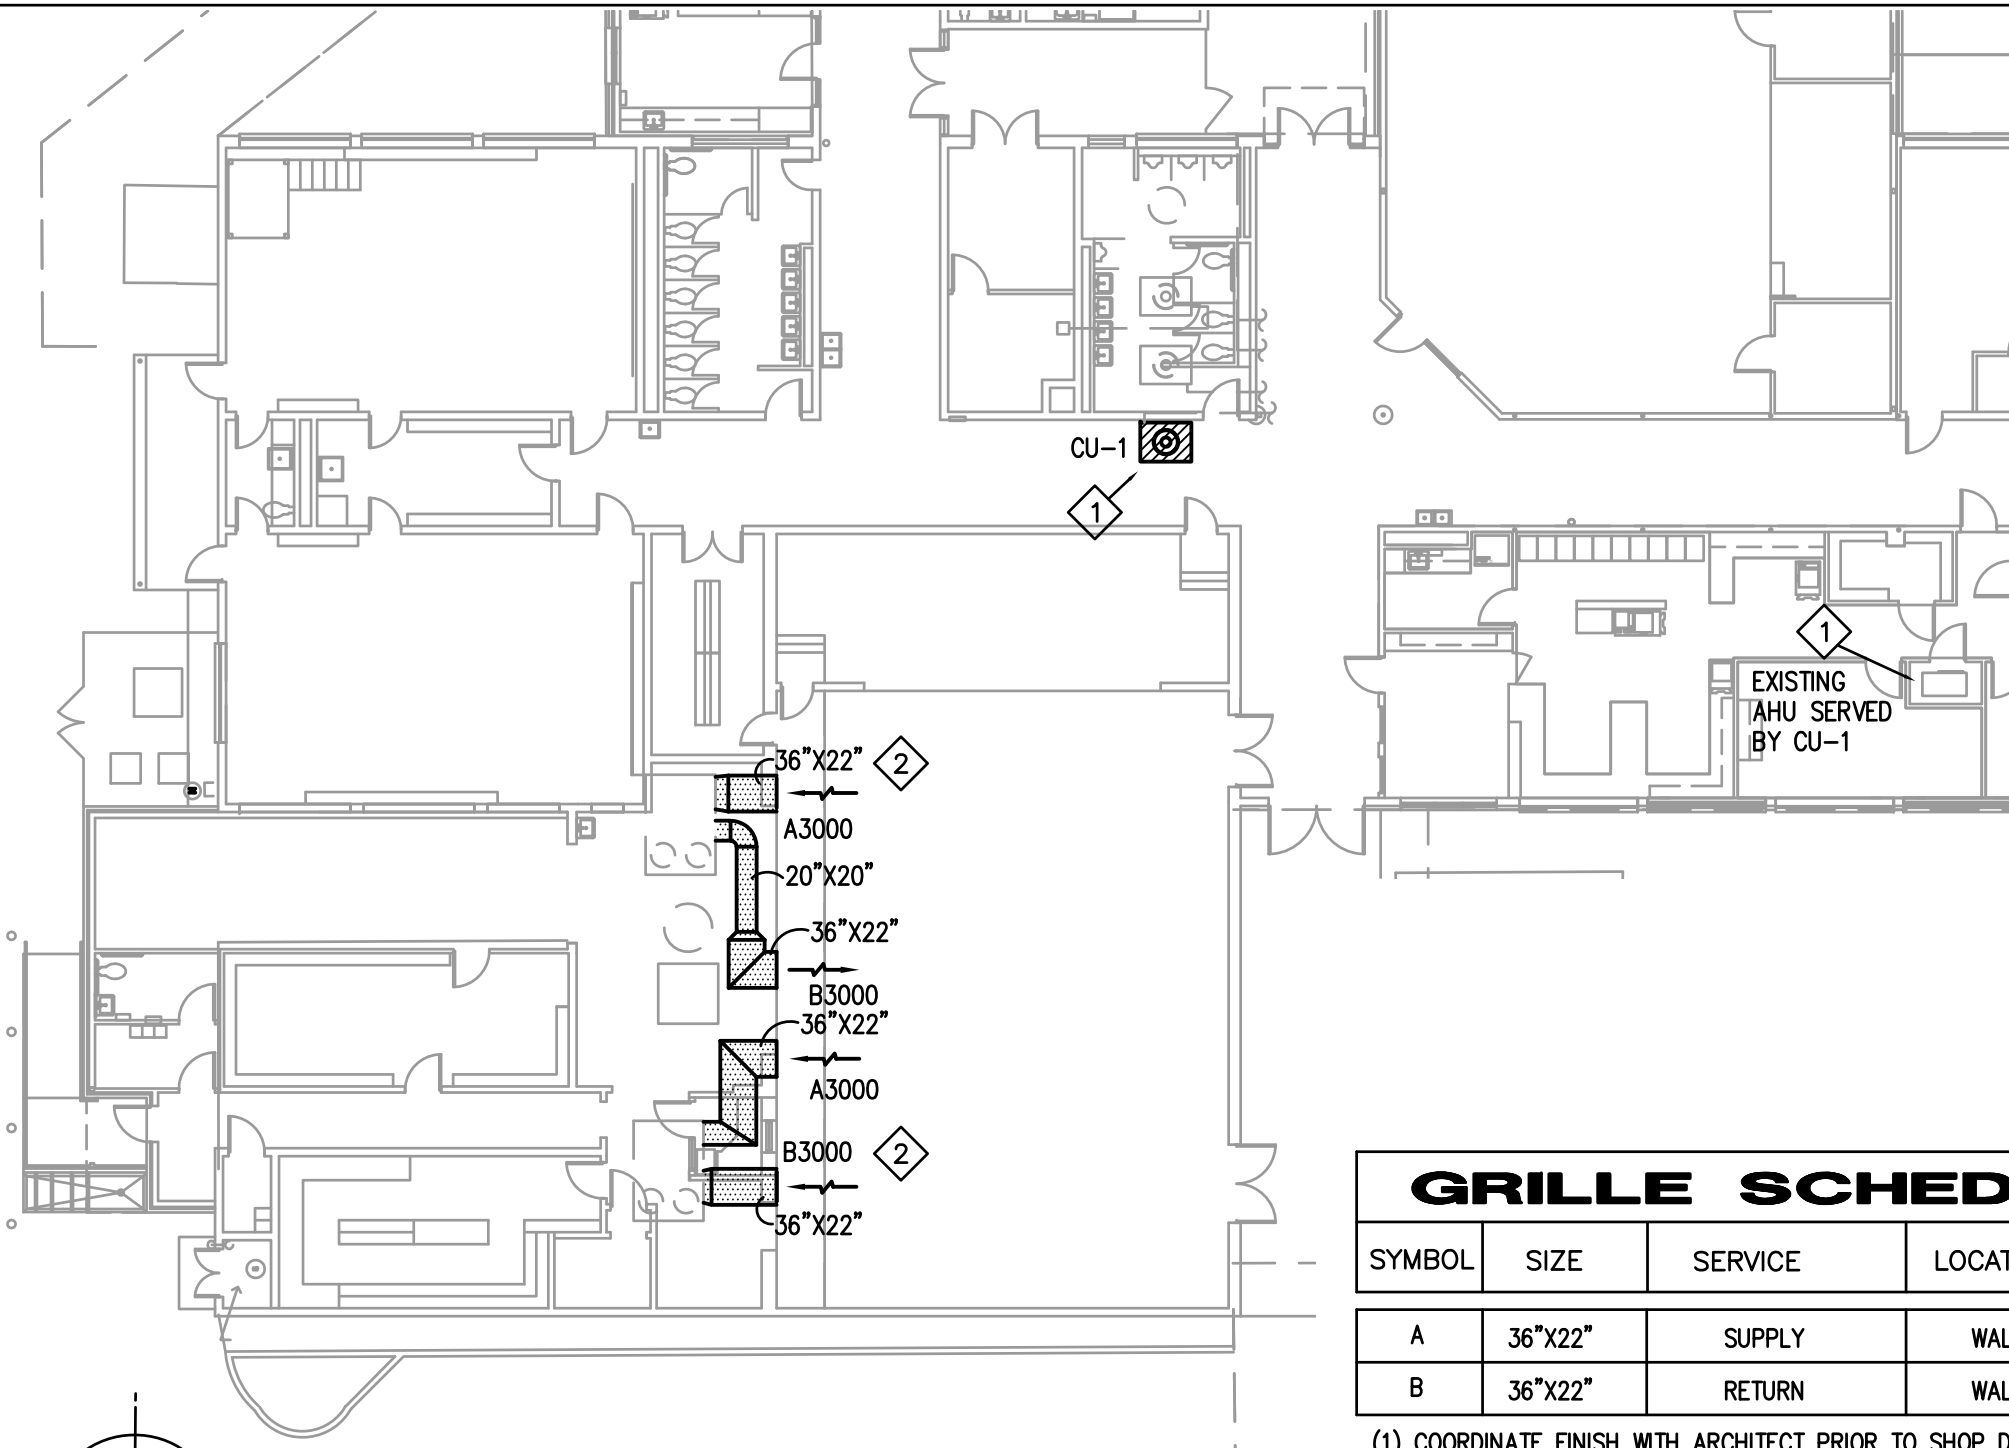 CU-1
1
1
EXISTING
AHU SERVED
BY CU-1
36"X22"
2
A3000
20"X20"
36"X22"
B3000
36"X22"
A3000
B3000
2
36"X22"
GRILLE SCHED
SYMBOL SIZE SERVICE LOCAT
A 36"X22" SUPPLY WAL
B 36"X22" RETURN WAL
(1) COORDINATE FINISH WITH ARCHITECT PRIOR TO SHOP D